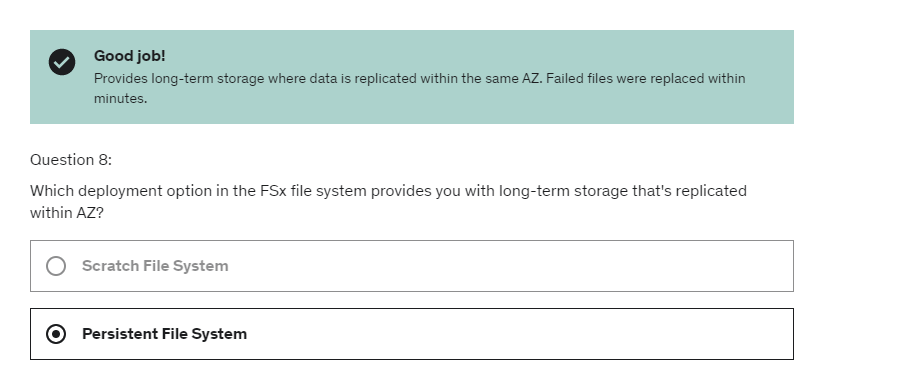 Good job!
Provides long-term storage where data is replicated within the same AZ. Failed files were replaced within
minutes.
Question 8:
Which deployment option in the FSx file system provides you with long-term storage that's replicated
within AZ?
Scratch File System
Persistent File System